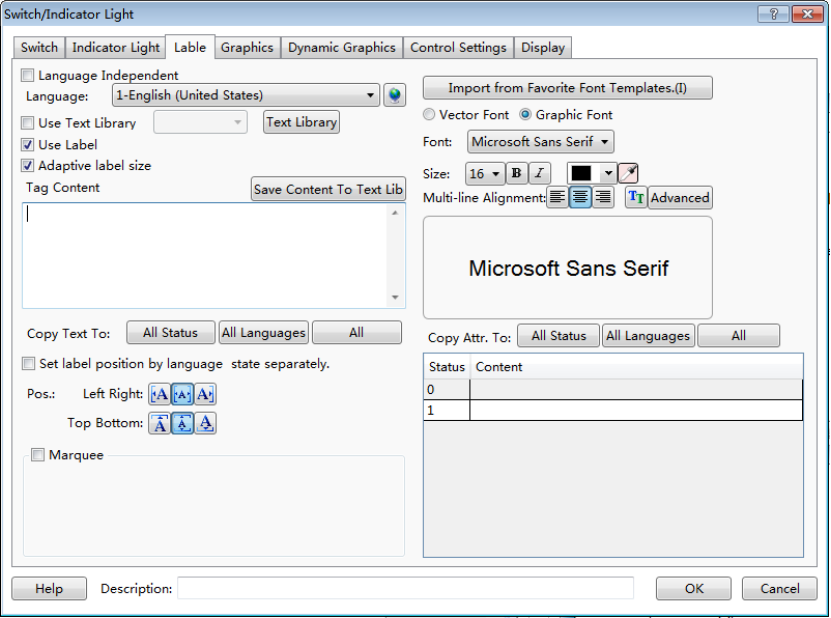 Switch/Indicator Light
Switch Indicator Light Lable Graphics Dynamic Graphics Control Settings Display
Language Independent
Language: 1-English (United States)
Use Text Library Text Library
Use Label
Adaptive label size
Tag Content Save Content To Text Lib
Copy Text To: All Status All Languages All
Set label position by language state separately.
Pos.: Left Right: A A A
Top Bottom: A A A
Marquee
Import from Favorite Font Templates.(I)
Vector Font Graphic Font
Font: Microsoft Sans Serif
Size: 16 B I
Multi-line Alignment: TT Advanced
Microsoft Sans Serif
Copy Attr. To: All Status All Languages All
Status Content
0
1
Help Description: OK Cancel